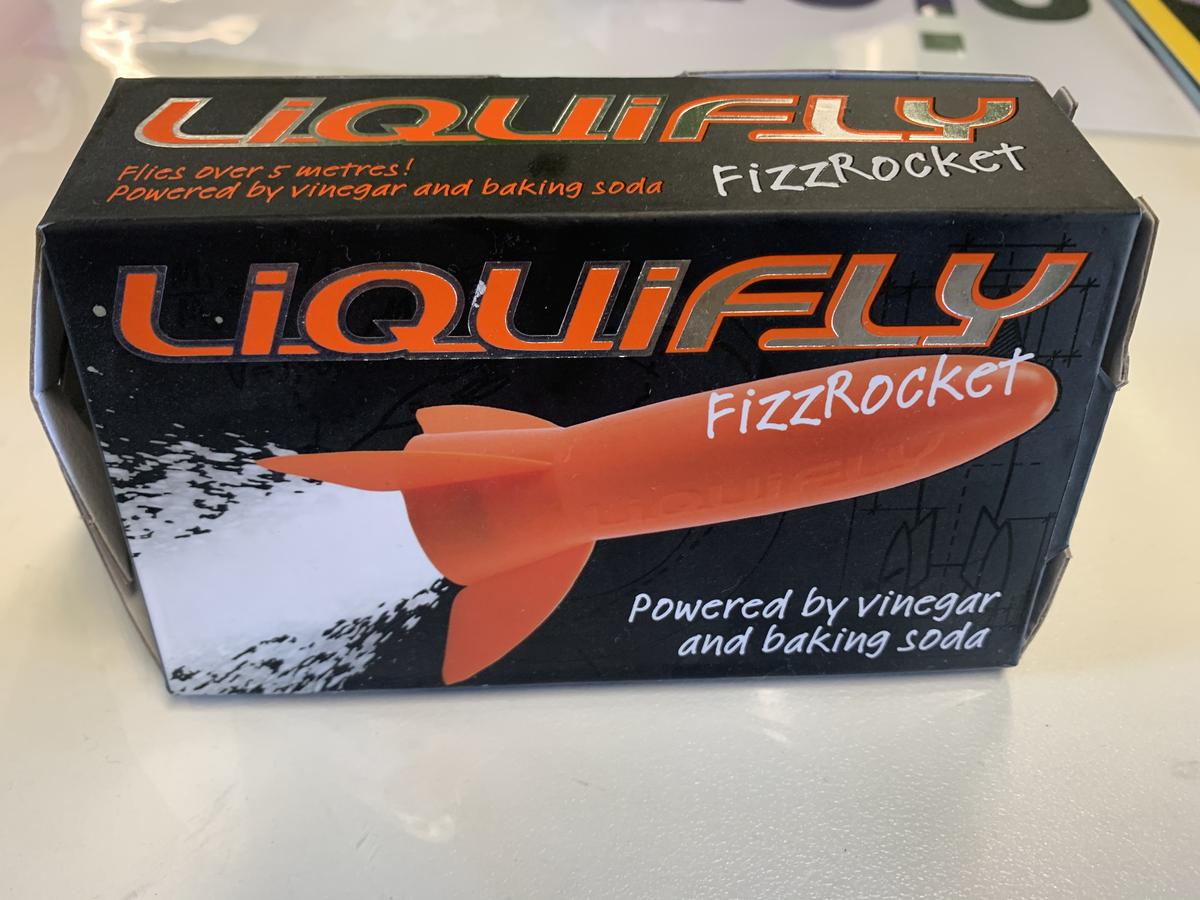 LiQUiFLY
Flies over 5 metres!
Powered by vinegar and baking soda
FizzRocket
LiQUiFLY
FizzRocket
LiQUiFLY
Powered by vinegar
and baking soda